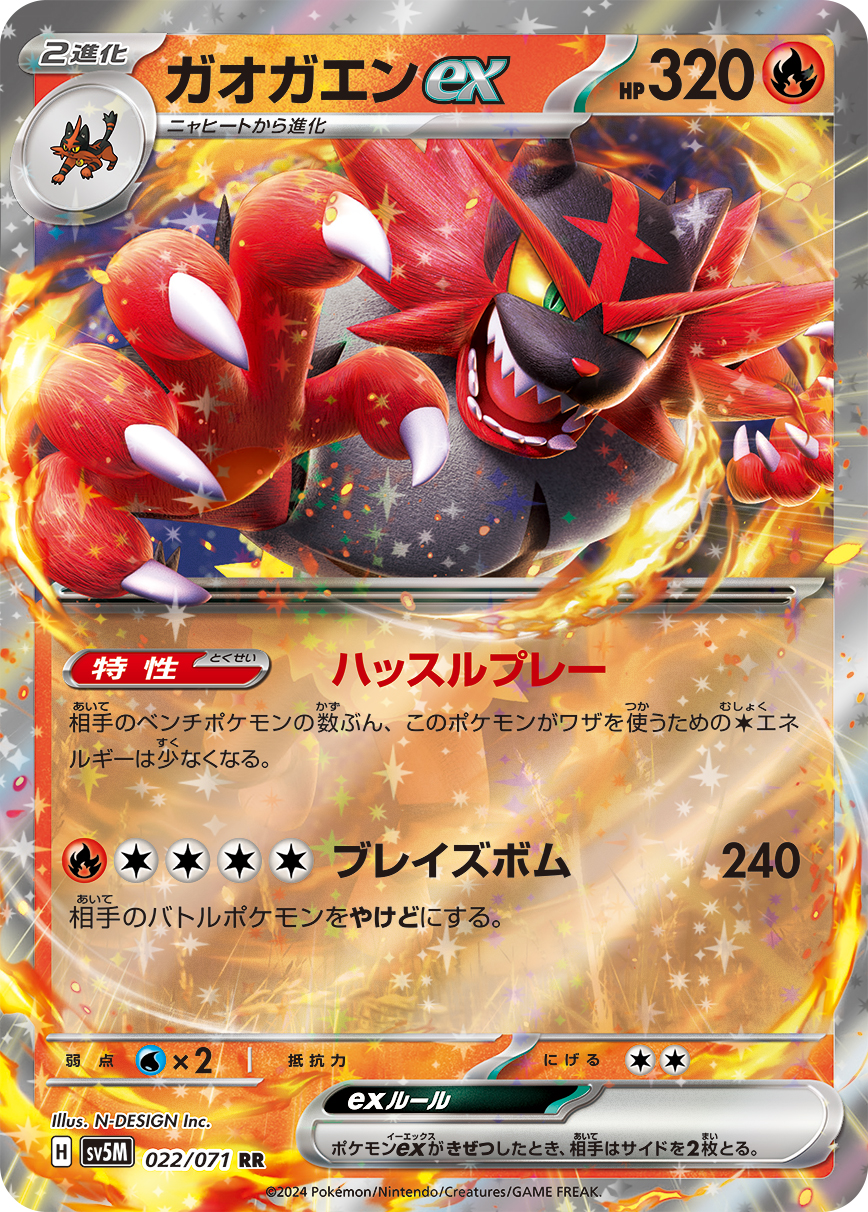 2進化
ガオガエンex
HP320
ニャヒートから進化
特性
とくせい
ハッスルプレー
相手のベンチポケモンの数ぶん、このポケモンがワザを使うためのエネ
あいて かず つか むしょく
ルギーは少なくなる。
すく
ブレイズボム 240
相手のバトルポケモンをやけどにする。
あいて
弱点 ×2 抵抗力 にげる
exルール
ポケモンexがきぜつしたとき、相手はサイドを2枚とる。
イーエックス あいて まい
Illus. N-DESIGN Inc.
H sv5M 022/071 RR
©2024 Pokémon/Nintendo/Creatures/GAME FREAK.